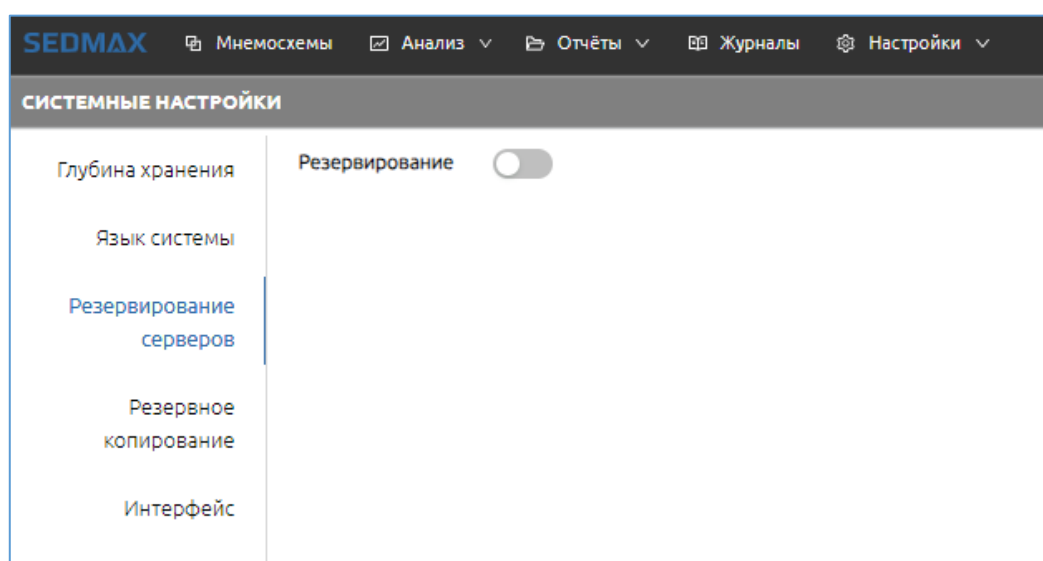 SEDMAX Мнемосхемы Анализ Отчёты Журналы Настройки
СИСТЕМНЫЕ НАСТРОЙКИ
Глубина хранения
Резервирование
Язык системы
Резервирование
серверов
Резервное
копирование
Интерфейс